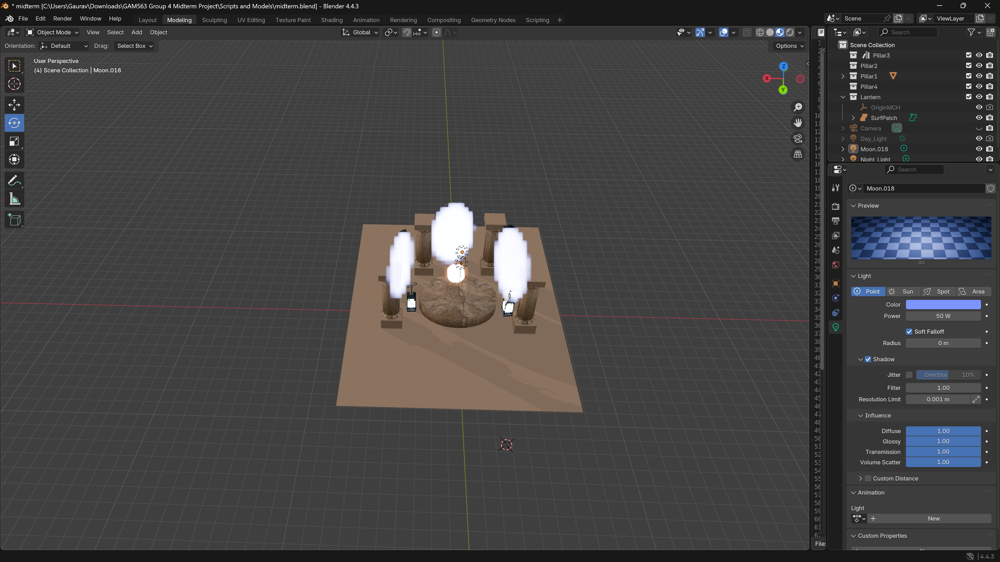 * midterm [C:\Users\Gaurav\Downloads\GAM563 Group 4 Midterm Project\Scripts and Models\midterm.blend] - Blender 4.4.3
File Edit Render Window Help Layout Modeling Sculpting UV Editing Texture Paint Shading Animation Rendering Compositing Geometry Nodes Scripting + Scene ViewLayer
Object Mode View Select Add Object Global Search
Orientation: Default Drag: Select Box Options
User Perspective
(4) Scene Collection | Moon.018
Z
X
Y
Scene Collection
Pillar3
Pillar2
Pillar1
Pillar4
Lantern
OriginMCH
SurfPatch
Camera
Day_Light
Moon.018
Night_Light
Search
Moon.018
Preview
Light
Point Sun Spot Area
Color
Power 50 W
Soft Falloff
Radius 0 m
Shadow
Jitter Overblur 10%
Filter 1.00
Resolution Limit 0.001 m
Influence
Diffuse 1.00
Glossy 1.00
Transmission 1.00
Volume Scatter 1.00
Custom Distance
Animation
Light
New
Custom Properties
File:
4.4.3